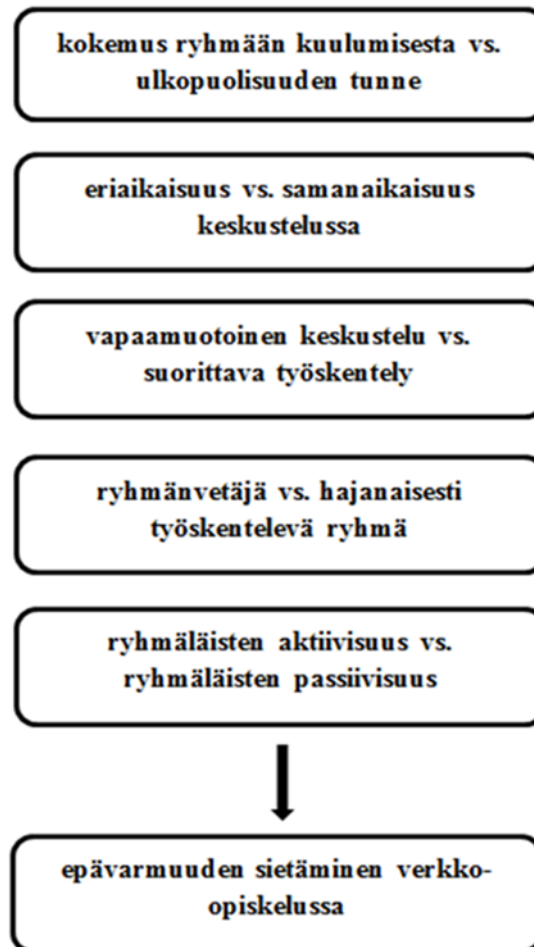 kokemus ryhmään kuulumisesta vs.
ulkopuolisuuden tunne
eriaikaisuus vs. samanaikaisuus
keskustelussa
vapaamuotoinen keskustelu vs.
suorittava työskentely
ryhmänvetäjä vs. hajanaisesti
työskentelevä ryhmä
ryhmäläisten aktiivisuus vs.
ryhmäläisten passiivisuus
epävarmuuden sietäminen verkko-
opiskelussa